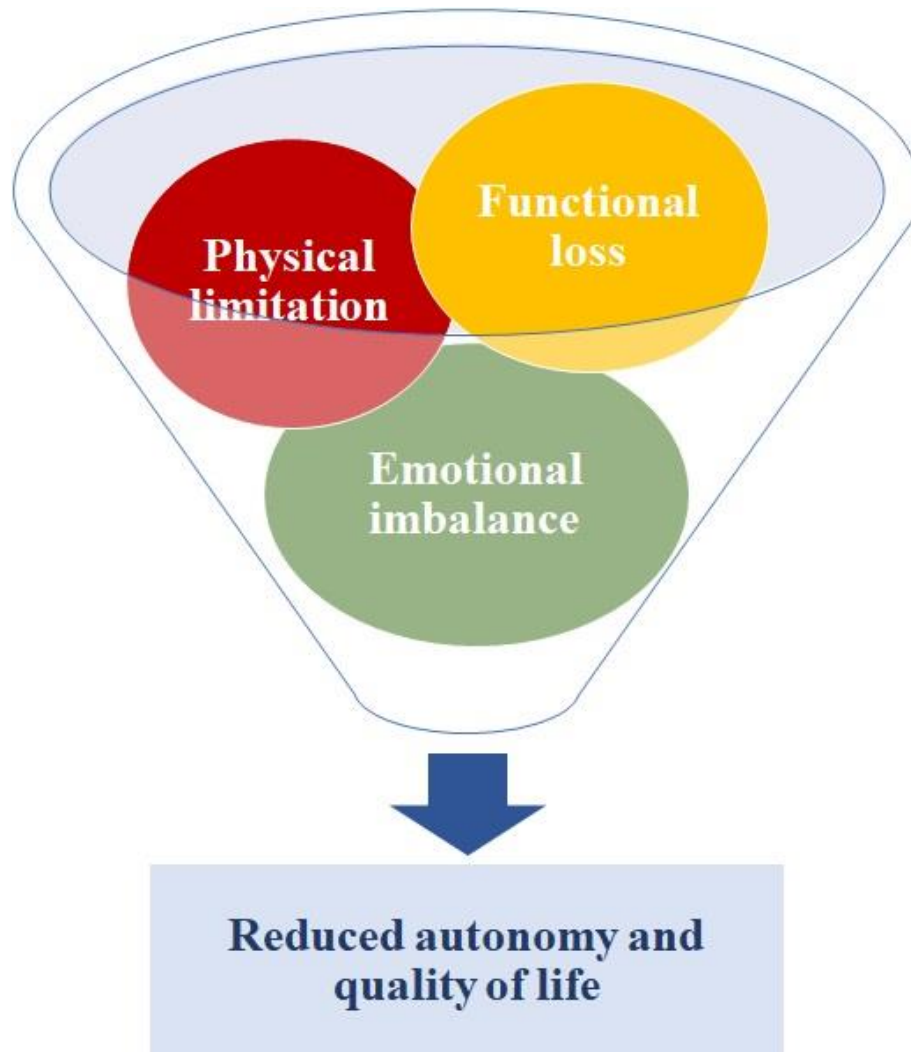 Functional
loss
Physical
limitation
Emotional
imbalance
Reduced autonomy and
quality of life